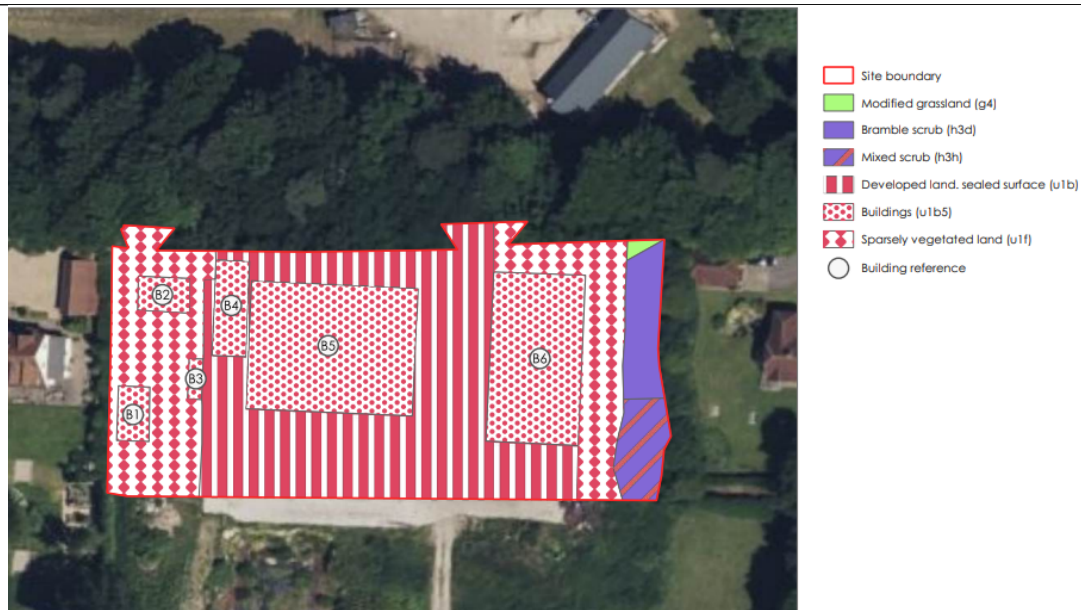 Site boundary
Modified grassland (g4)
Bramble scrub (h3d)
Mixed scrub (h3h)
Developed land. sealed surface (u1b)
Buildings (u1b5)
Sparsely vegetated land (u1f)
Building reference
B2
B4
B5
B6
B3
B1